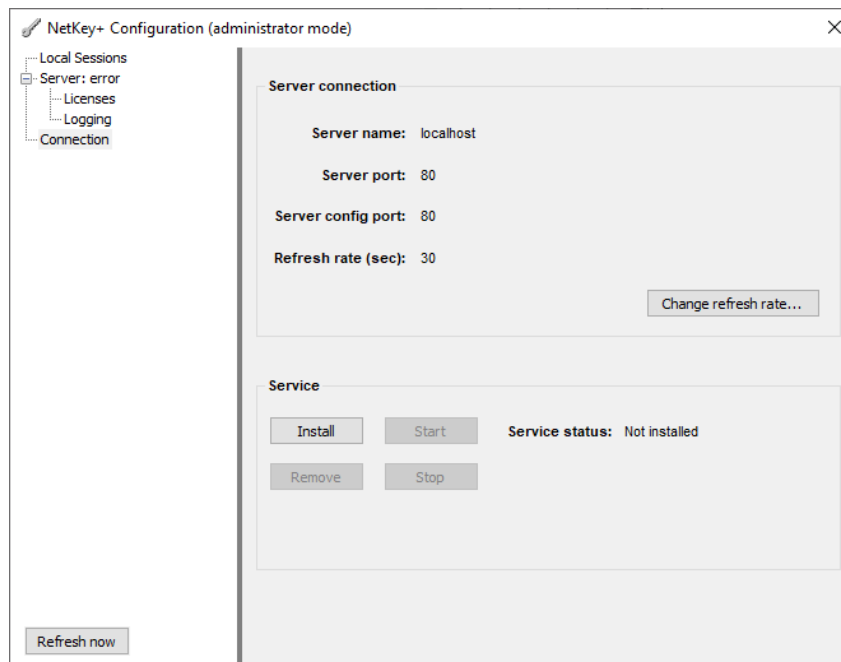 NetKey+ Configuration (administrator mode)
Local Sessions
Server: error
Licenses
Logging
Connection
Refresh now
Server connection
Server name: localhost
Server port: 80
Server config port: 80
Refresh rate (sec): 30
Change refresh rate...
Service
Install Start Service status: Not installed
Remove Stop